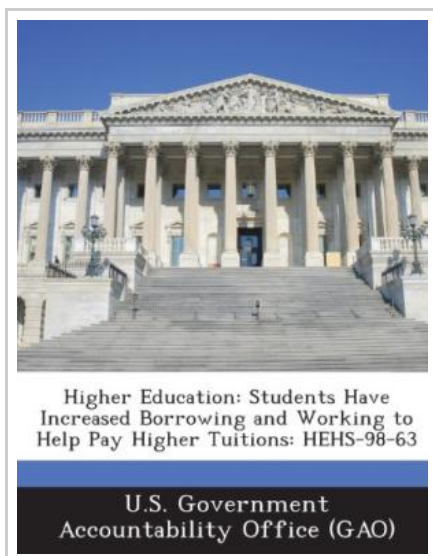 Higher Education: Students Have
Increased Borrowing and Working to
Help Pay Higher Tuitions: HEHS-98-63
U.S. Government
Accountability Office (GAO)